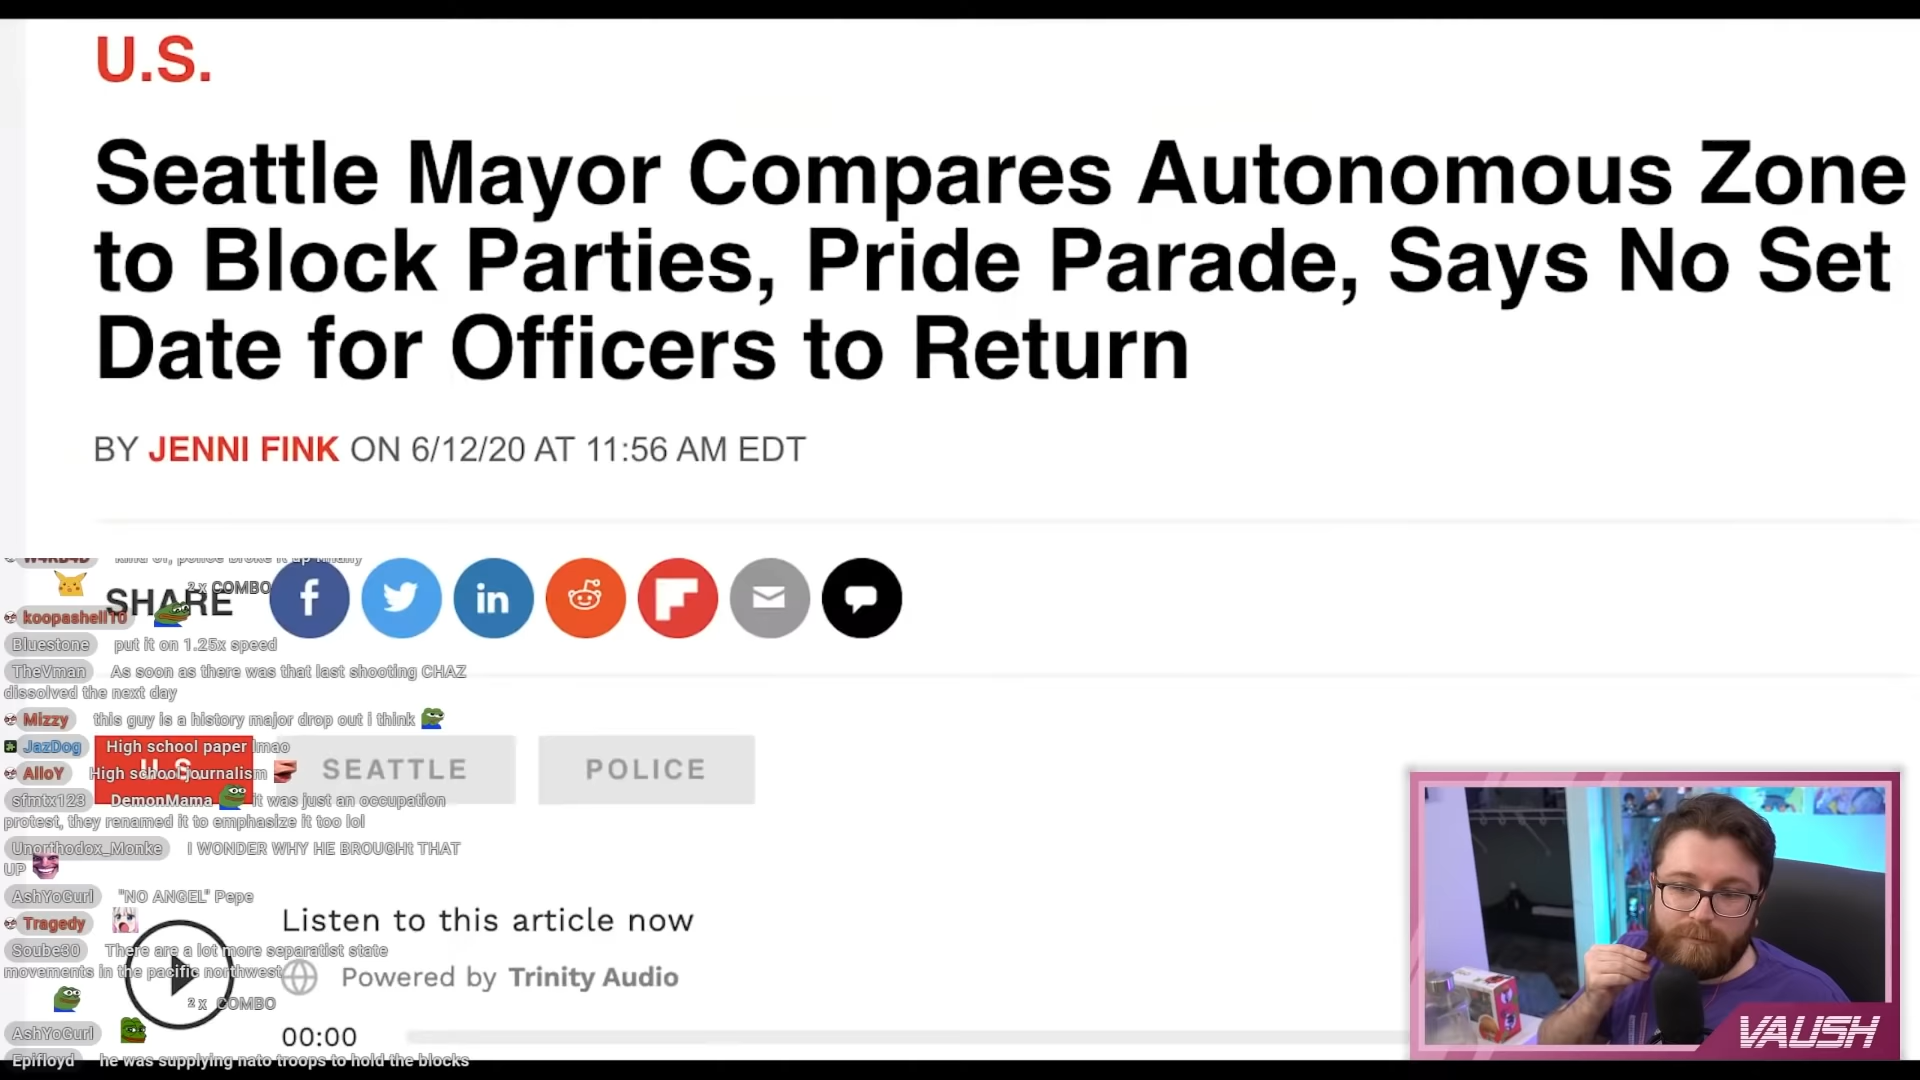 U.S.
Seattle Mayor Compares Autonomous Zone
to Block Parties, Pride Parade, Says No Set
Date for Officers to Return
BY JENNI FINK ON 6/12/20 AT 11:56 AM EDT
SHARE
2 x COMBO
koopashell10
Bluestone put it on 1.25x speed
TheVman As soon as there was that last shooting CHAZ
dissolved the next day
Mizzy this guy is a history major drop out i think
JazDog High school paper lmao
AlloY High school journalism
U.S.
SEATTLE
POLICE
sfmtx123 DemonMama it was just an occupation
protest, they renamed it to emphasize it too lol
Unorthodox_Monke I WONDER WHY HE BROUGHt THAT
UP
AshYoGurl "NO ANGEL" Pepe
Tragedy
Soube30 There are a lot more separatist state
movements in the pacific northwest
2 x COMBO
AshYoGurl
Epifloyd he was supplying nato troops to hold the blocks
Listen to this article now
Powered by Trinity Audio
00:00
VAUSH